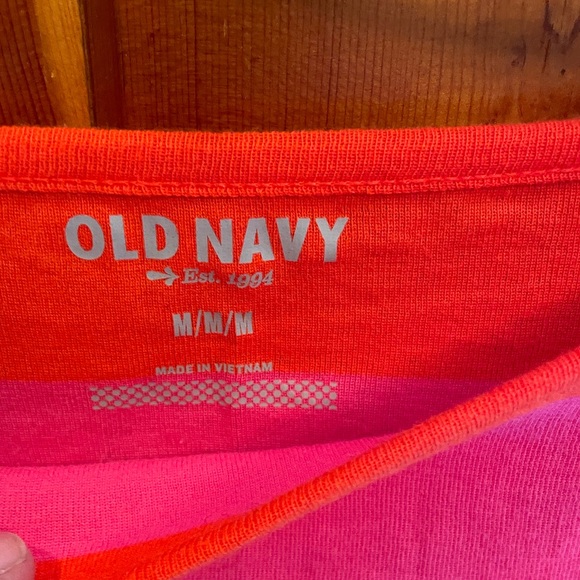 OLD NAVY
Est. 1994
M/M/M
MADE IN VIETNAM